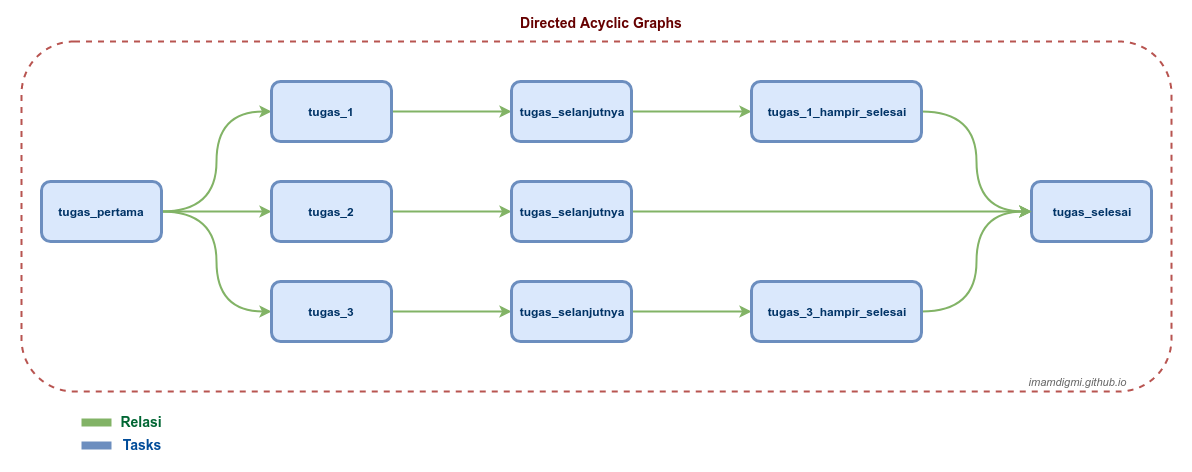 Directed Acyclic Graphs
tugas_1
tugas_selanjutnya
tugas_1_hampir_selesai
tugas_pertama
tugas_2
tugas_selanjutnya
tugas_selesai
tugas_3
tugas_selanjutnya
tugas_3_hampir_selesai
imamdigmi.github.io
Relasi
Tasks